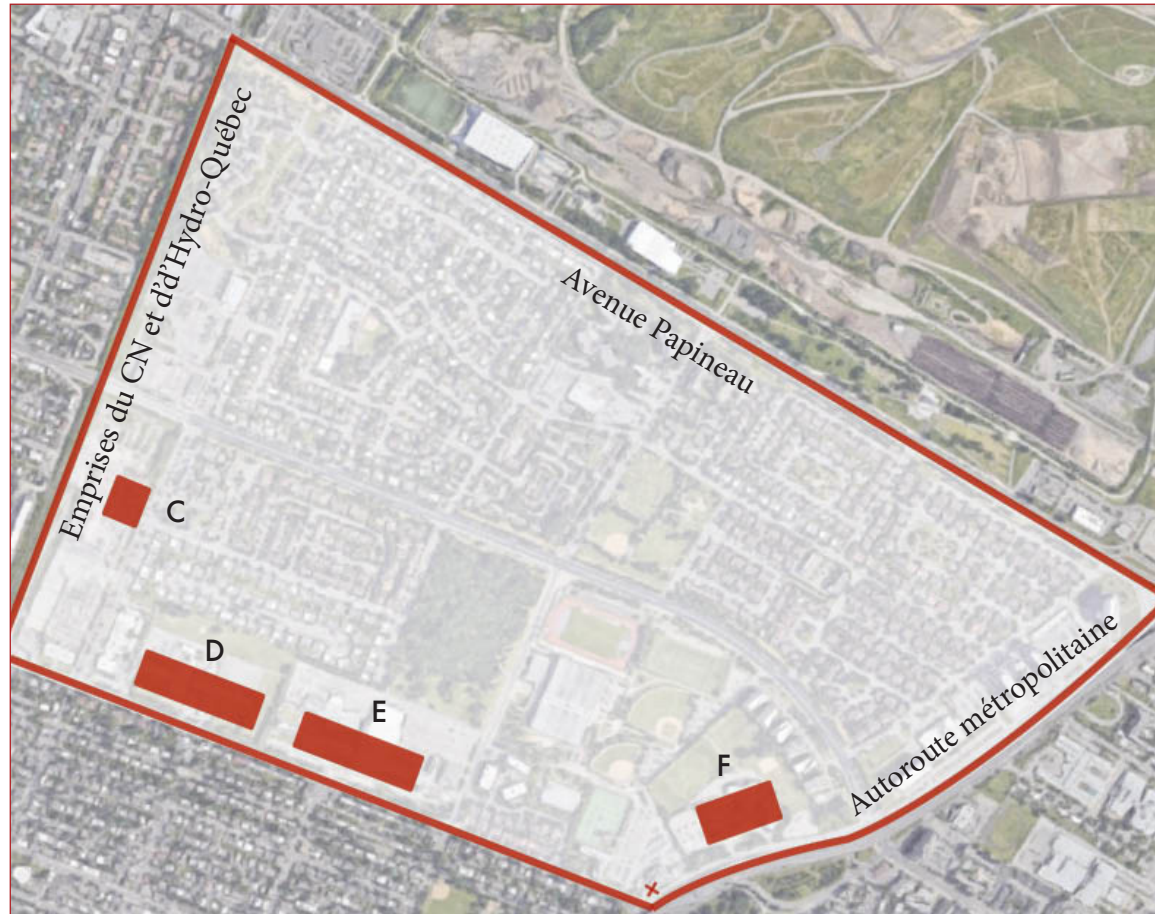 Emprises du CN et d'd'Hydro-Québec
Avenue Papineau
C
D
E
F
Autoroute métropolitaine